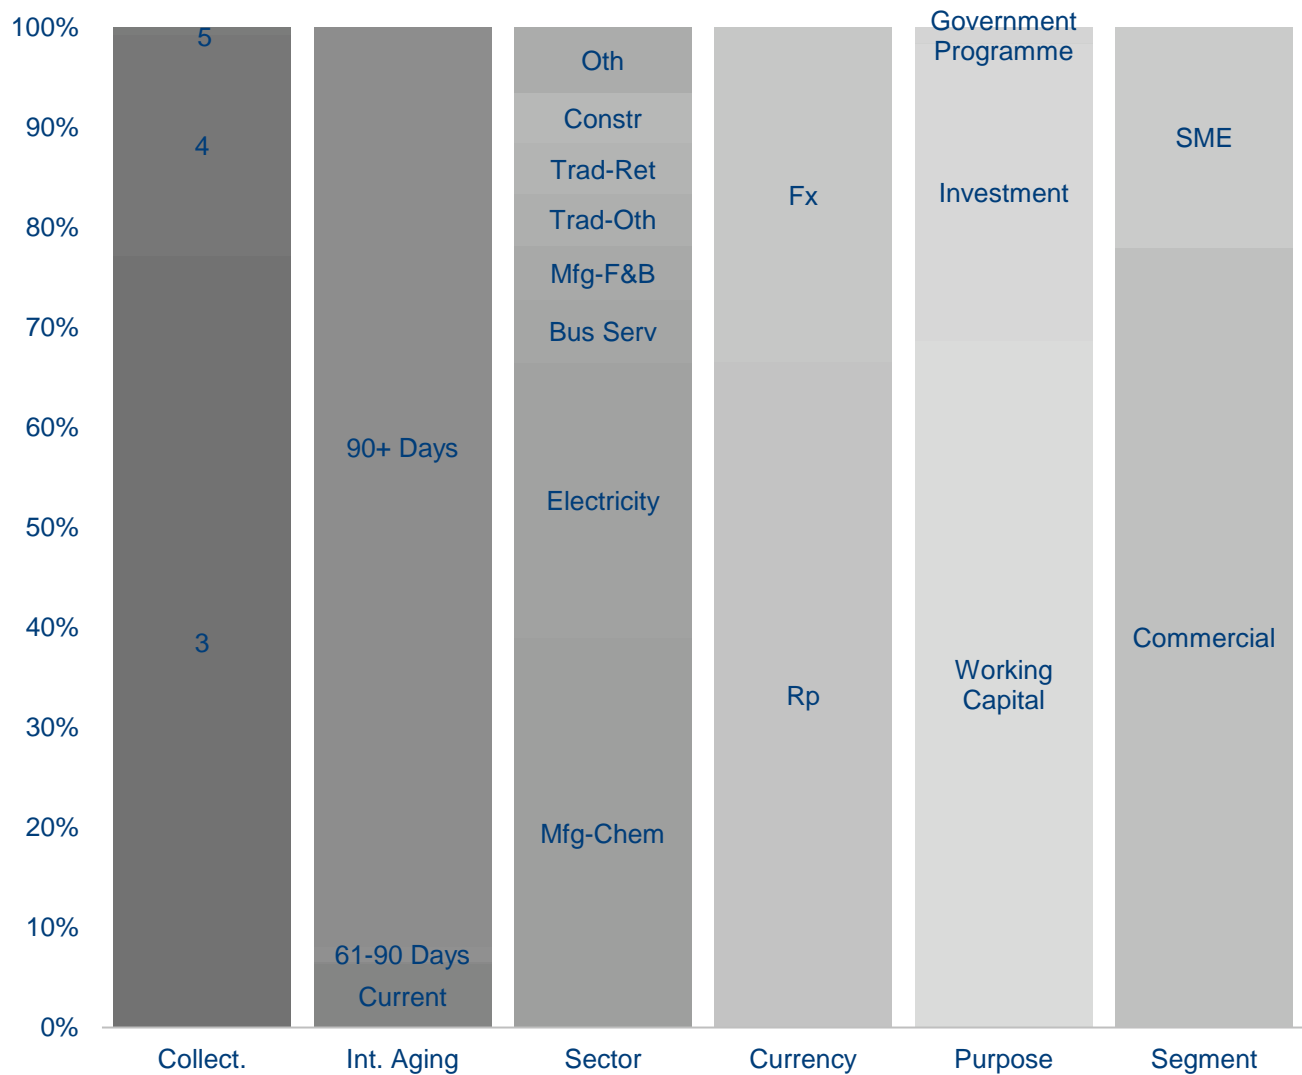 100%
90%
80%
70%
60%
50%
40%
30%
20%
10%
0%
5
4
3
90+ Days
61-90 Days
Current
Oth
Constr
Trad-Ret
Trad-Oth
Mfg-F&B
Bus Serv
Electricity
Mfg-Chem
Fx
Rp
Government
Programme
Investment
Working
Capital
SME
Commercial
Collect.
Int. Aging
Sector
Currency
Purpose
Segment